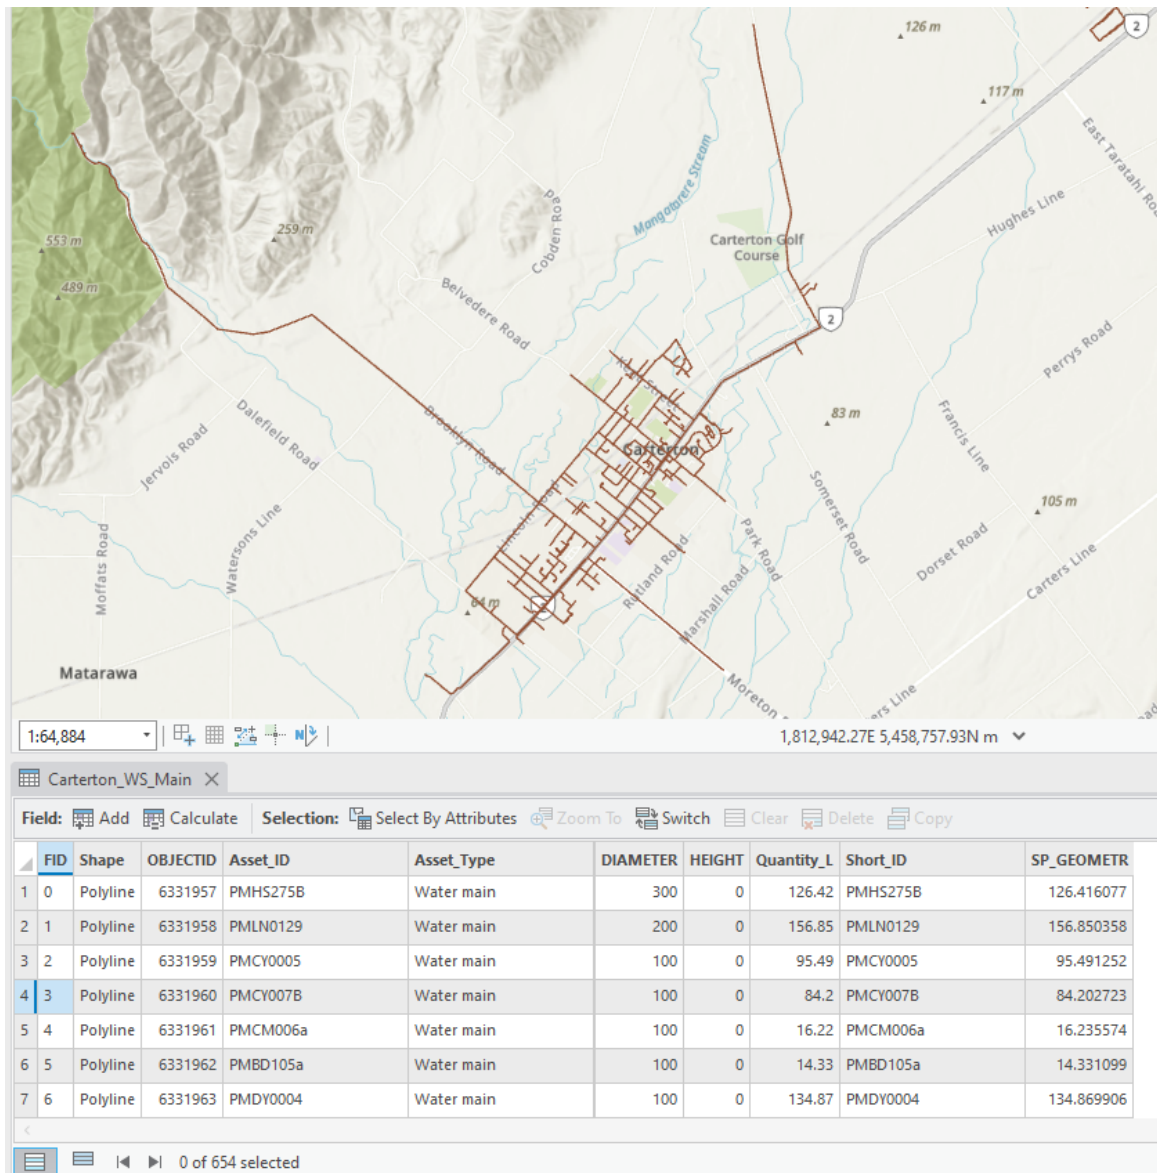 126 m
2
117 m
East Taratahi Roa
Hughes Line
Mangatarere Stream
Cobden Road
259 m
553 m
489 m
Carterton Golf
Course
2
Belvedere Road
Perrys Road
Kent Street
Francis Line
83 m
Dalefield Road
Brooklyn Road
Jervois Road
Carterton
Lincoln Road
Somerset Road
105 m
Watersons Line
Moffats Road
Park Road
Dorset Road
Rutland Road
Marshall Road
Carters Line
64 m
Matarawa
Moreton
ers Line
1:64,884
1,812,942.27E 5,458,757.93N m
Carterton_WS_Main
Field: Add Calculate Selection: Select By Attributes Zoom To Switch Clear Delete Copy
FID Shape OBJECTID Asset_ID Asset_Type DIAMETER HEIGHT Quantity_L Short_ID SP_GEOMETR
1 0 Polyline 6331957 PMHS275B Water main 300 0 126.42 PMHS275B 126.416077
2 1 Polyline 6331958 PMLN0129 Water main 200 0 156.85 PMLN0129 156.850358
3 2 Polyline 6331959 PMCY0005 Water main 100 0 95.49 PMCY0005 95.491252
4 3 Polyline 6331960 PMCY007B Water main 100 0 84.2 PMCY007B 84.202723
5 4 Polyline 6331961 PMCM006a Water main 100 0 16.22 PMCM006a 16.235574
6 5 Polyline 6331962 PMBD105a Water main 100 0 14.33 PMBD105a 14.331099
7 6 Polyline 6331963 PMDY0004 Water main 100 0 134.87 PMDY0004 134.869906
0 of 654 selected